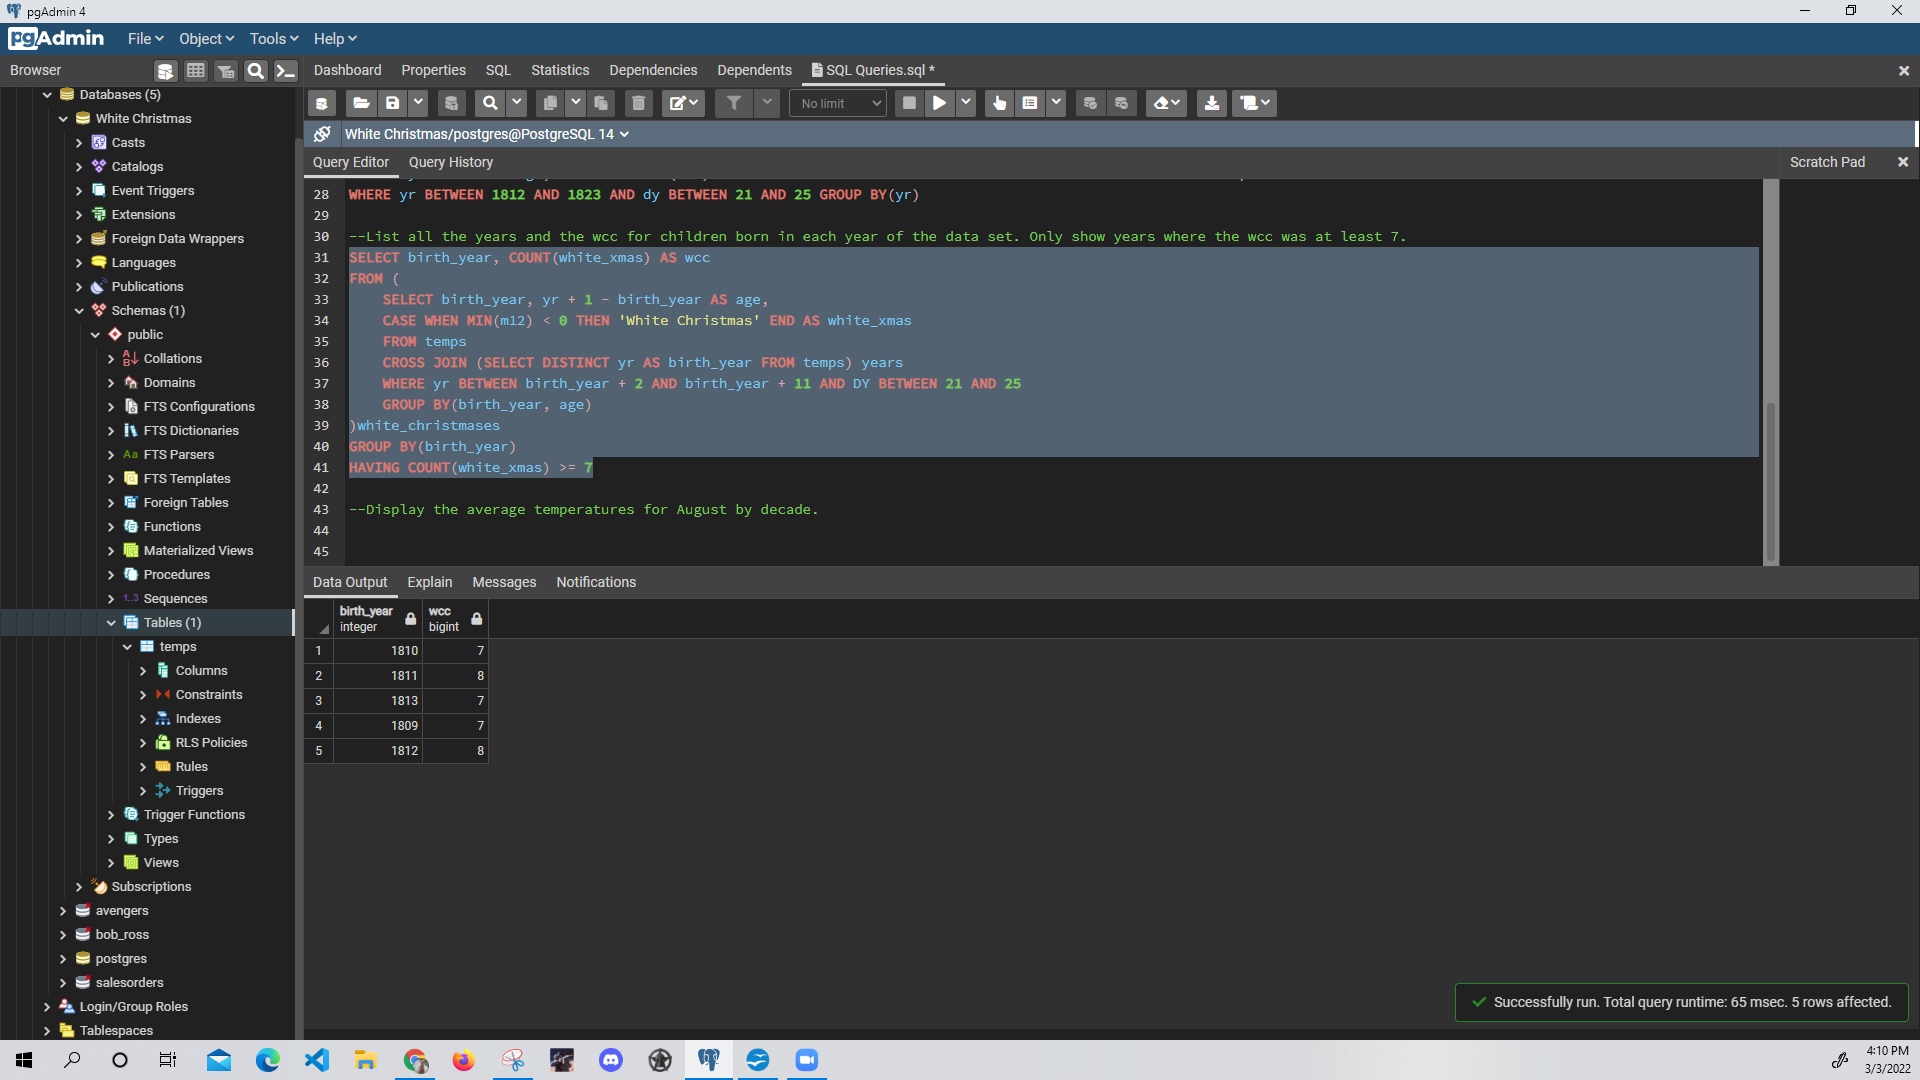 pgAdmin 4
pgAdmin File Object Tools Help
Browser
Dashboard Properties SQL Statistics Dependencies Dependents SQL Queries.sql *
No limit
White Christmas/postgres@PostgreSQL 14
Query Editor Query History
Scratch Pad
Databases (5)
White Christmas
Casts
Catalogs
Event Triggers
Extensions
Foreign Data Wrappers
Languages
Publications
Schemas (1)
public
Collations
Domains
FTS Configurations
FTS Dictionaries
Aa FTS Parsers
FTS Templates
Foreign Tables
Functions
Materialized Views
Procedures
1..3 Sequences
Tables (1)
temps
Columns
Constraints
Indexes
RLS Policies
Rules
Triggers
Trigger Functions
Types
Views
Subscriptions
avengers
bob_ross
postgres
salesorders
Login/Group Roles
Tablespaces
28 WHERE yr BETWEEN 1812 AND 1823 AND dy BETWEEN 21 AND 25 GROUP BY(yr)
29
30 --List all the years and the wcc for children born in each year of the data set. Only show years where the wcc was at least 7.
31 SELECT birth_year, COUNT(white_xmas) AS wcc
32 FROM (
33 SELECT birth_year, yr + 1 - birth_year AS age,
34 CASE WHEN MIN(m12) < 0 THEN 'White Christmas' END AS white_xmas
35 FROM temps
36 CROSS JOIN (SELECT DISTINCT yr AS birth_year FROM temps) years
37 WHERE yr BETWEEN birth_year + 2 AND birth_year + 11 AND DY BETWEEN 21 AND 25
38 GROUP BY(birth_year, age)
39 )white_christmases
40 GROUP BY(birth_year)
41 HAVING COUNT(white_xmas) >= 7
42
43 --Display the average temperatures for August by decade.
44
45
Data Output Explain Messages Notifications
birth_year wcc
integer bigint
1 1810 7
2 1811 8
3 1813 7
4 1809 7
5 1812 8
Successfully run. Total query runtime: 65 msec. 5 rows affected.
4:10 PM
3/3/2022